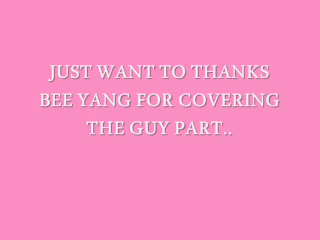 JUST WANT TO THANKS
BEE YANG FOR COVERING
THE GUY PART..